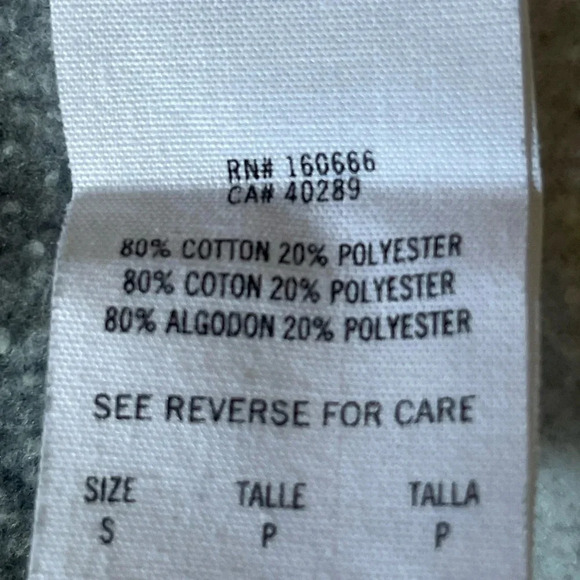 RN# 160666
CA# 40289
80% COTTON 20% POLYESTER
80% COTON 20% POLYESTER
80% ALGODON 20% POLYESTER
SEE REVERSE FOR CARE
SIZE TALLE TALLA
S P P